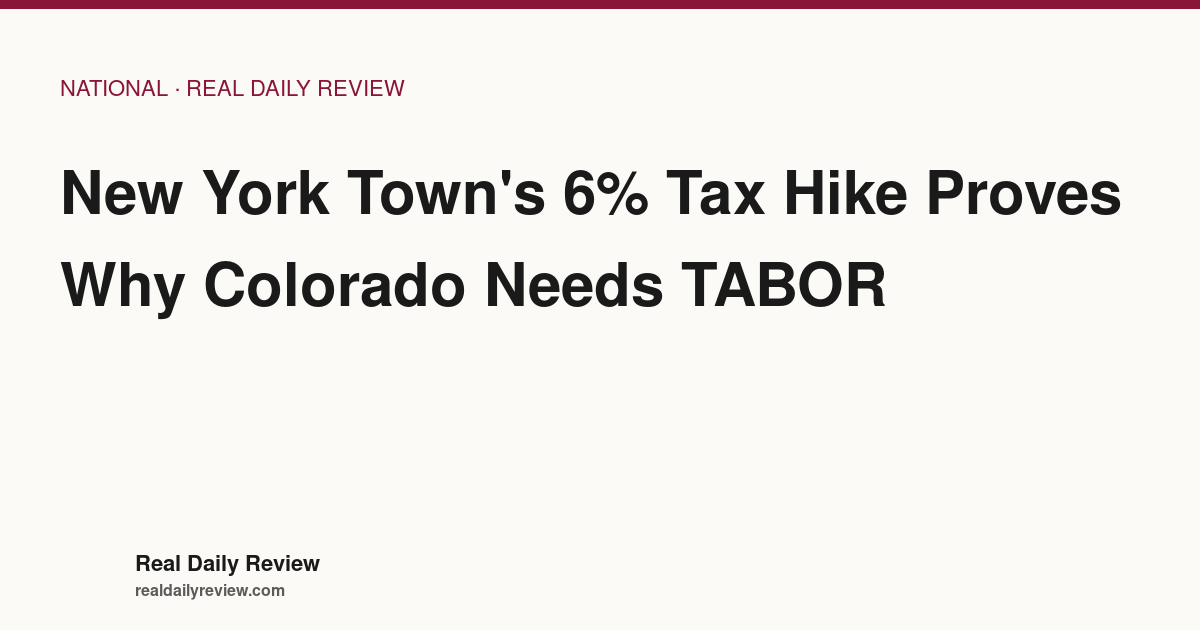 NATIONAL · REAL DAILY REVIEW
New York Town's 6% Tax Hike Proves
Why Colorado Needs TABOR
Real Daily Review
realdailyreview.com